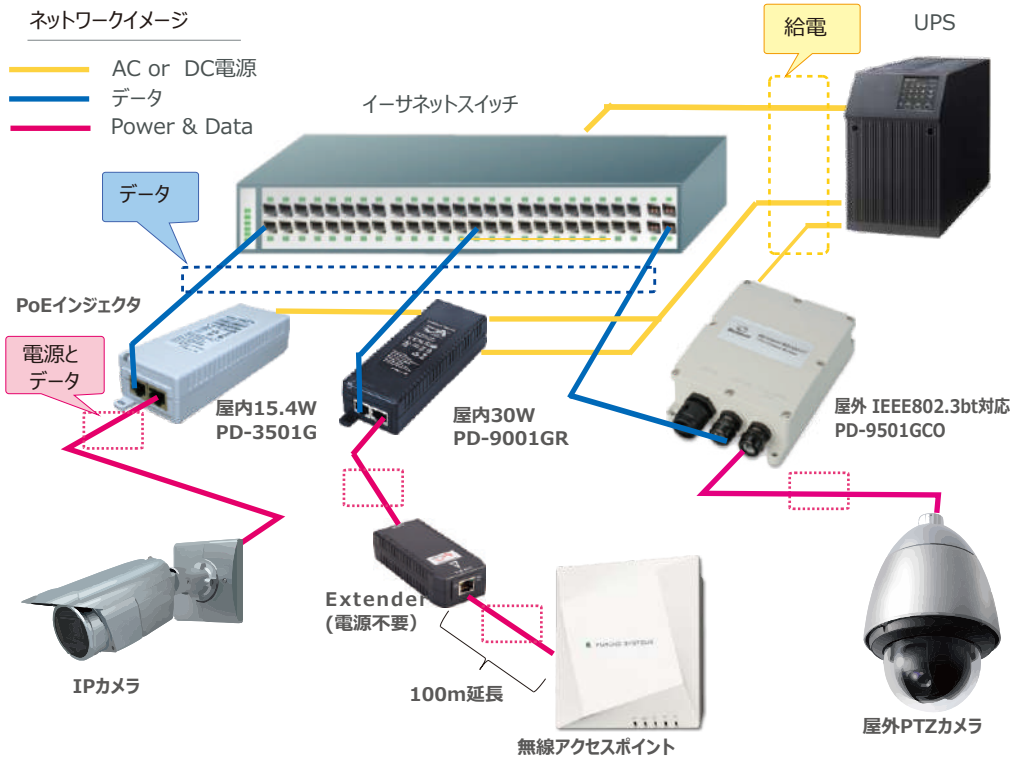 ネットワークイメージ
AC or DC電源
データ
Power & Data
給電
UPS
イーサネットスイッチ
データ
PoEインジェクタ
電源と
データ
屋内15.4W
PD-3501G
屋内30W
PD-9001GR
屋外 IEEE802.3bt対応
PD-9501GCO
Extender
(電源不要)
100m延長
IPカメラ
無線アクセスポイント
屋外PTZカメラ